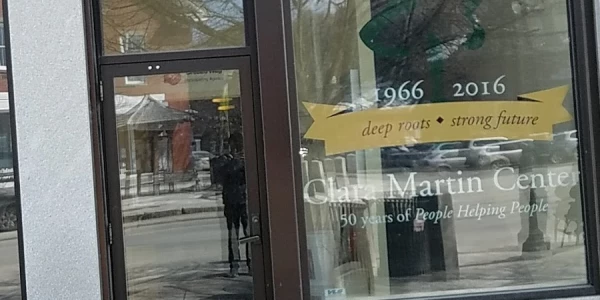 1966 2016
deep roots ◆ strong future
Clara Martin Center
50 years of People Helping People